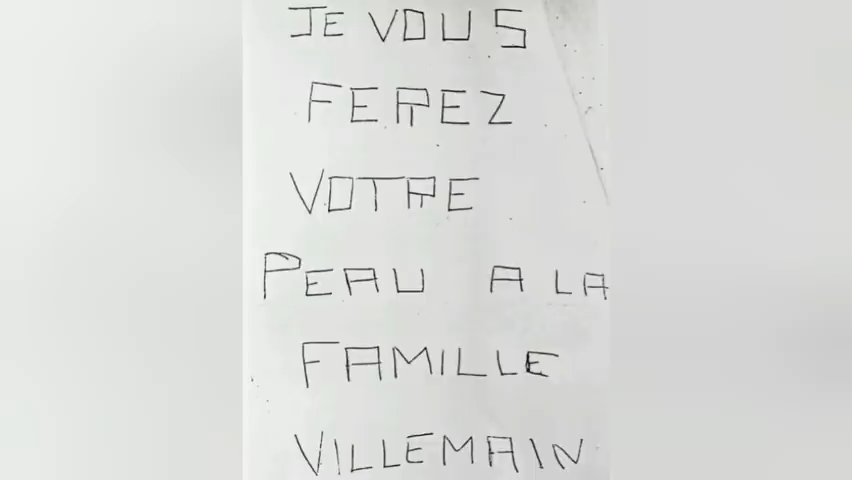 JE VOUS
FEREZ
VOTRE
PEAU A LA
FAMILLE
VILLEMAIN